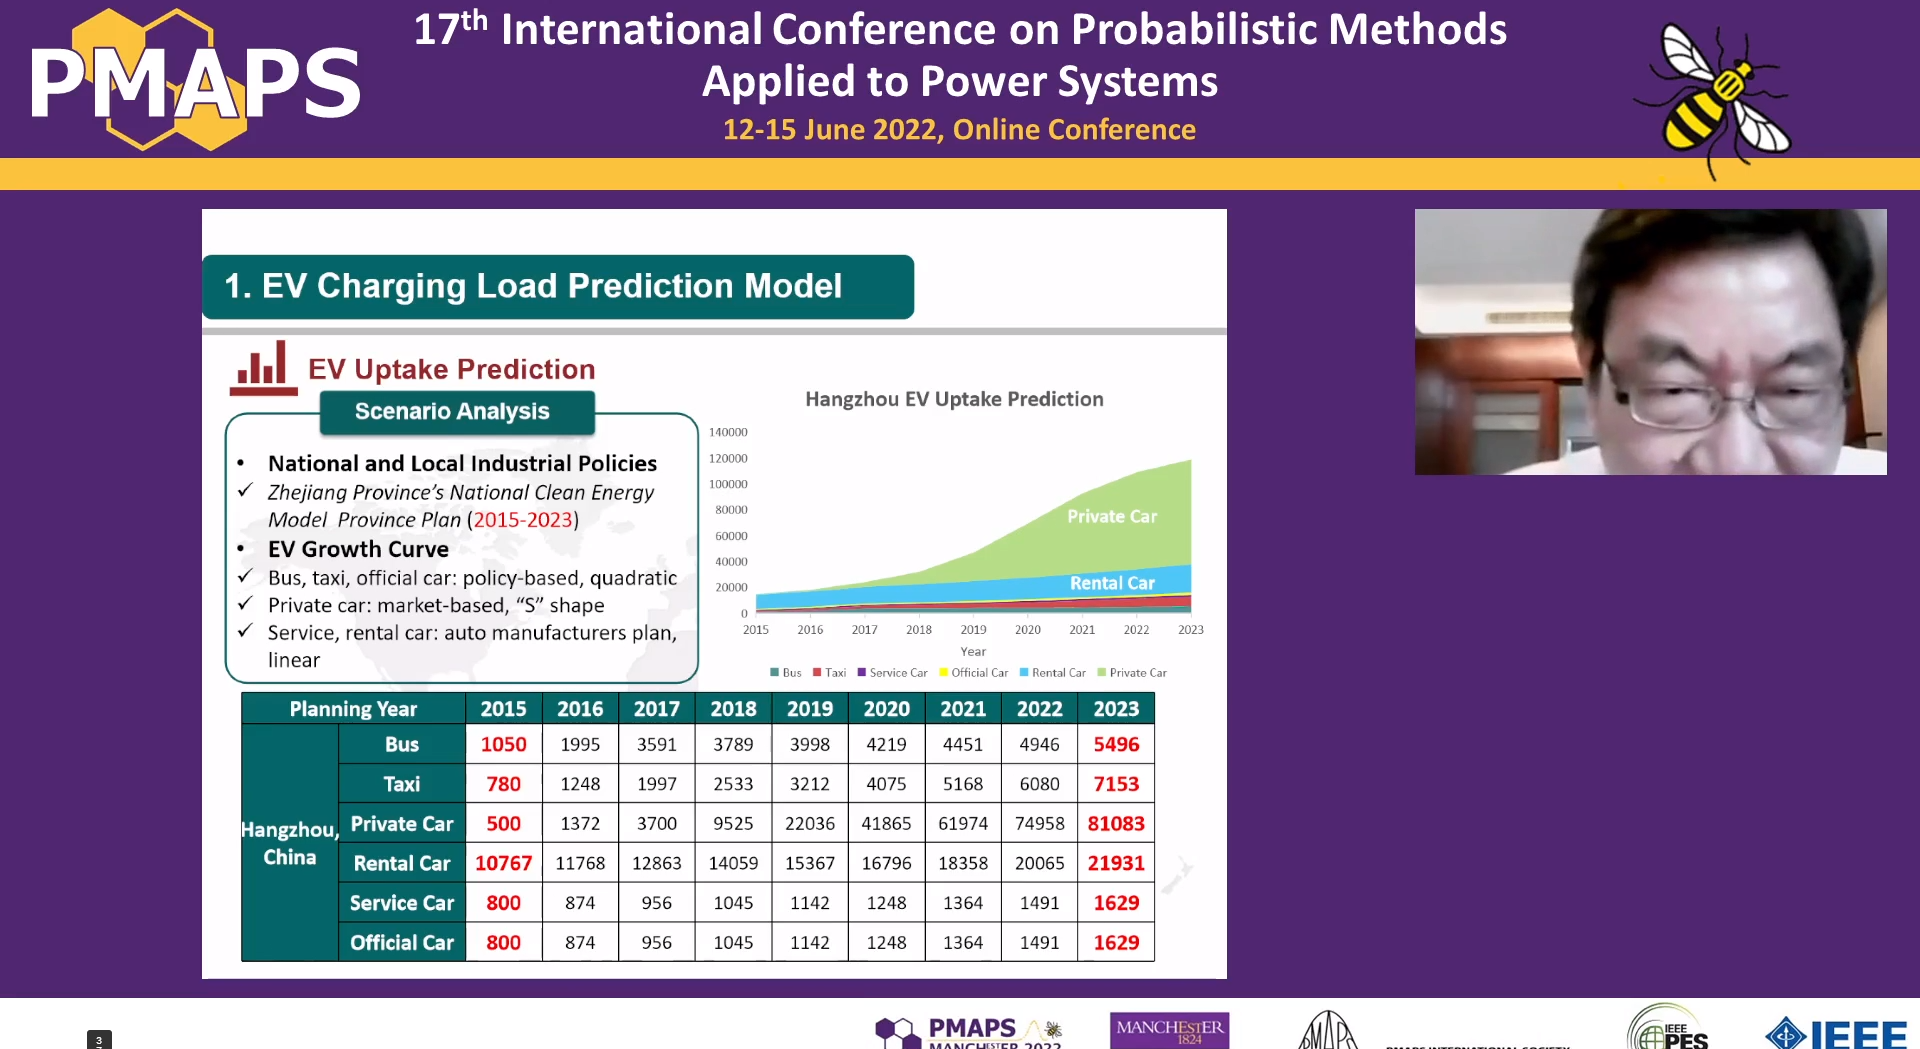 PMAPS
17th International Conference on Probabilistic Methods
Applied to Power Systems
12-15 June 2022, Online Conference
1. EV Charging Load Prediction Model
EV Uptake Prediction
Scenario Analysis
• National and Local Industrial Policies
✓ Zhejiang Province’s National Clean Energy
Model Province Plan (2015-2023)
• EV Growth Curve
✓ Bus, taxi, official car: policy-based, quadratic
✓ Private car: market-based, “S” shape
✓ Service, rental car: auto manufacturers plan,
linear
Hangzhou EV Uptake Prediction
140000
120000
100000
80000
60000
40000
20000
0
Private Car
Rental Car
2015 2016 2017 2018 2019 2020 2021 2022 2023
Year
Bus Taxi Service Car Official Car Rental Car Private Car
Planning Year 2015 2016 2017 2018 2019 2020 2021 2022 2023
Hangzhou,
China
Bus 1050 1995 3591 3789 3998 4219 4451 4946 5496
Taxi 780 1248 1997 2533 3212 4075 5168 6080 7153
Private Car 500 1372 3700 9525 22036 41865 61974 74958 81083
Rental Car 10767 11768 12863 14059 15367 16796 18358 20065 21931
Service Car 800 874 956 1045 1142 1248 1364 1491 1629
Official Car 800 874 956 1045 1142 1248 1364 1491 1629
3
PMAPS
MANCHESTER 2022
MANCHESTER
1824
PMAPS
PMAPS INTERNATIONAL SOCIETY
IEEE
PES
IEEE